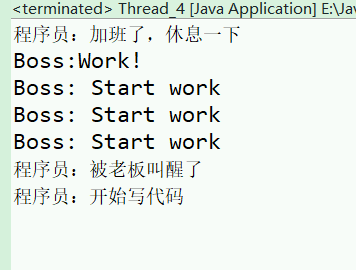 <terminated> Thread_4 [Java Application] E:\Jav
程序员：加班了，休息一下
Boss:Work!
Boss: Start work
Boss: Start work
Boss: Start work
程序员：被老板叫醒了
程序员：开始写代码